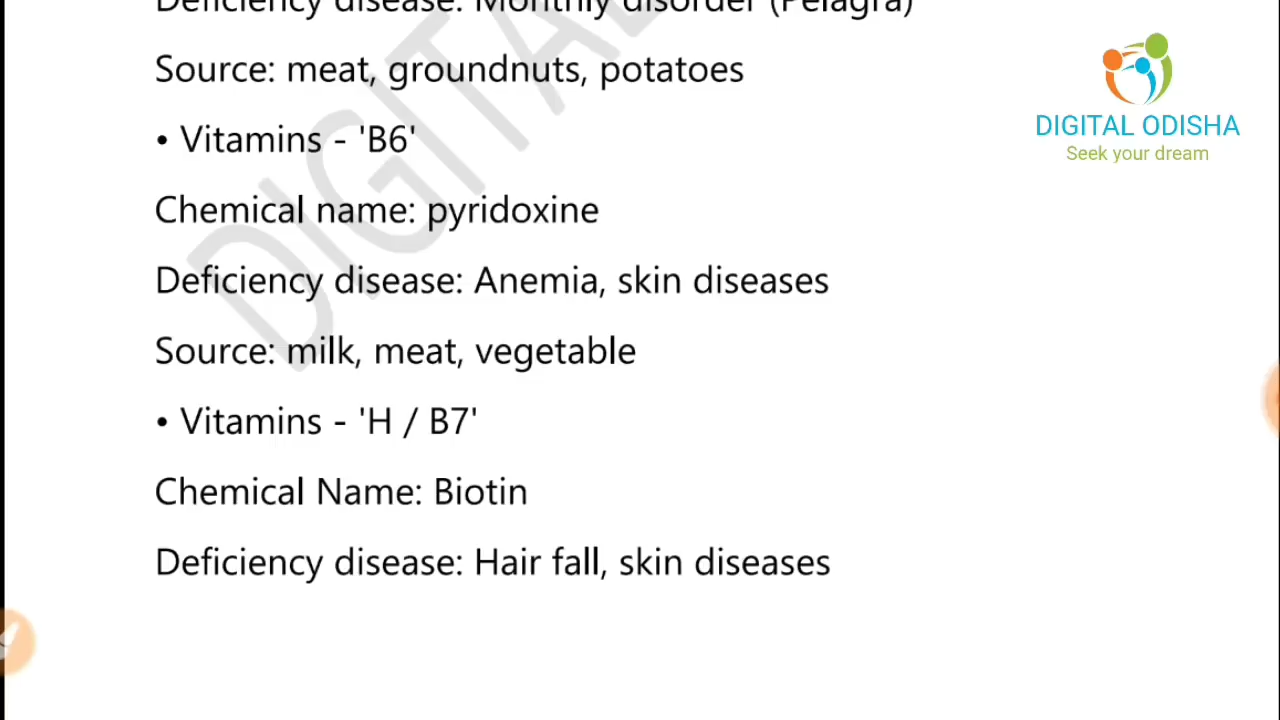 Deficiency disease: Monthly disorder (Pelagra)
Source: meat, groundnuts, potatoes
• Vitamins - 'B6'
Chemical name: pyridoxine
Deficiency disease: Anemia, skin diseases
Source: milk, meat, vegetable
• Vitamins - 'H / B7'
Chemical Name: Biotin
Deficiency disease: Hair fall, skin diseases
DIGITAL ODISHA
Seek your dream
DIGITAL